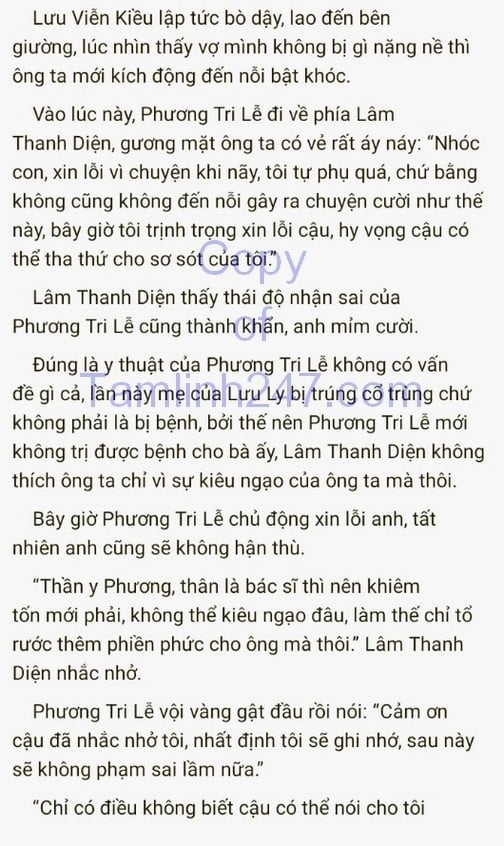 Lưu Viễn Kiều lập tức bò dậy, lao đến bên
giường, lúc nhìn thấy vợ mình không bị gì nặng nề thì
ông ta mới kích động đến nỗi bật khóc.
Vào lúc này, Phương Tri Lễ đi về phía Lâm
Thanh Diện, gương mặt ông ta có vẻ rất áy náy: “Nhóc
con, xin lỗi vì chuyện khi nãy, tôi tự phụ quá, chứ bằng
không cũng không đến nỗi gây ra chuyện cười như thế
này, bây giờ tôi trịnh trọng xin lỗi cậu, hy vọng cậu có
thể tha thứ cho sơ sót của tôi.”
Copy
Lâm Thanh Diện thấy thái độ nhận sai của
Phương Tri Lễ cũng thành khẩn, anh mỉm cười.
of
Đúng là y thuật của Phương Tri Lễ không có vấn
đề gì cả, lần này mẹ của Lưu Ly bị trúng cổ trùng chứ
Tamlinh247.com
không phải là bị bệnh, bởi thế nên Phương Tri Lễ mới
không trị được bệnh cho bà ấy, Lâm Thanh Diện không
thích ông ta chỉ vì sự kiêu ngạo của ông ta mà thôi.
Bây giờ Phương Tri Lễ chủ động xin lỗi anh, tất
nhiên anh cũng sẽ không hận thù.
“Thần y Phương, thân là bác sĩ thì nên khiêm
tốn mới phải, không thể kiêu ngạo đâu, làm thế chỉ tổ
rước thêm phiền phức cho ông mà thôi.” Lâm Thanh
Diện nhắc nhở.
Phương Tri Lễ vội vàng gật đầu rồi nói: “Cảm ơn
cậu đã nhắc nhở tôi, nhất định tôi sẽ ghi nhớ, sau này
sẽ không phạm sai lầm nữa.”
“Chỉ có điều không biết cậu có thể nói cho tôi